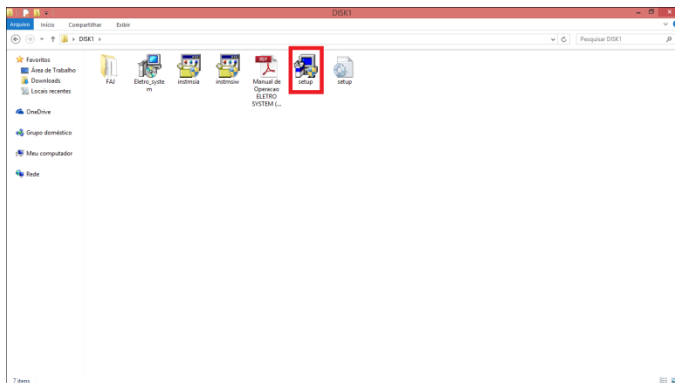 DISK1
Arquivo Início Compartilhar Exibir
DISK1
Pesquisar DISK1
Favoritos
Área de Trabalho
Downloads
Locais recentes
OneDrive
Grupo doméstico
Meu computador
Rede
FAI
Eletro_syste
m
instmsia
instmsiw
Manual de
Operacao
ELETRO
SYSTEM (...
setup
setup
7 itens